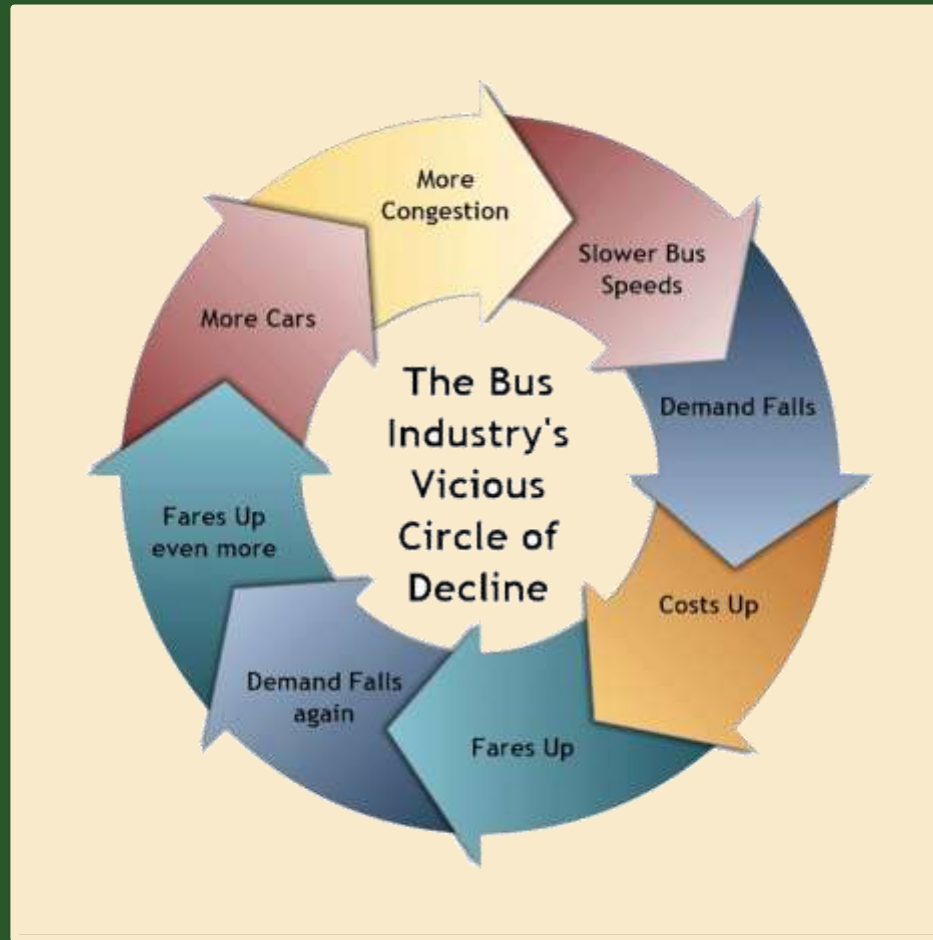 More
Congestion
Slower Bus
Speeds
Demand Falls
Costs Up
Fares Up
Demand Falls
again
Fares Up
even more
More Cars
The Bus
Industry's
Vicious
Circle of
Decline